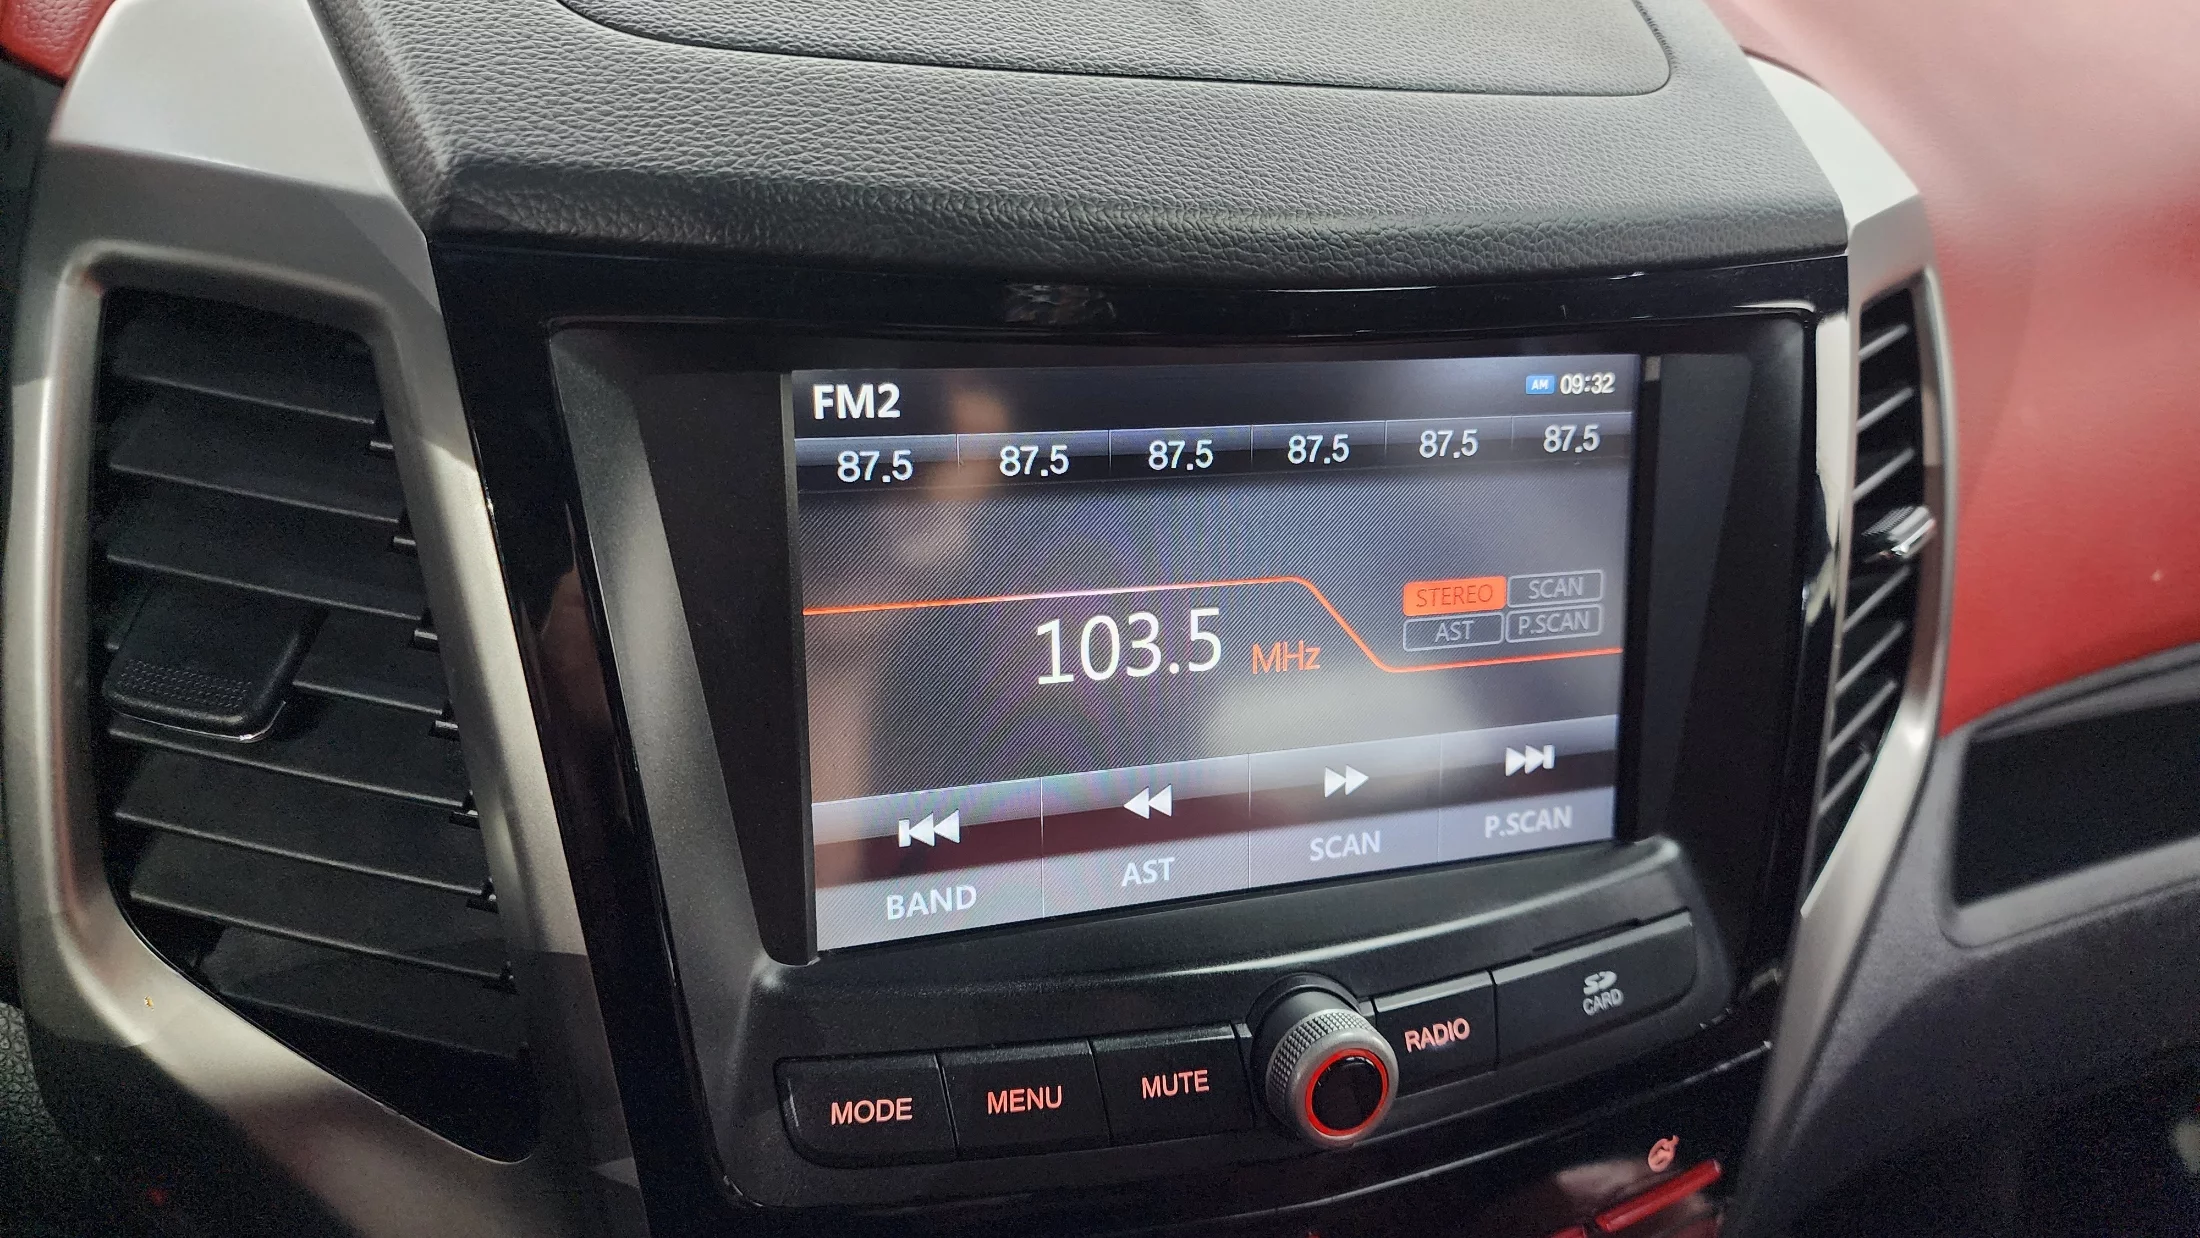 FM2 AM 09:32
87.5 87.5 87.5 87.5 87.5 87.5
STEREO SCAN
103.5 MHz AST P.SCAN
BAND AST SCAN P.SCAN
MODE MENU MUTE RADIO SD CARD